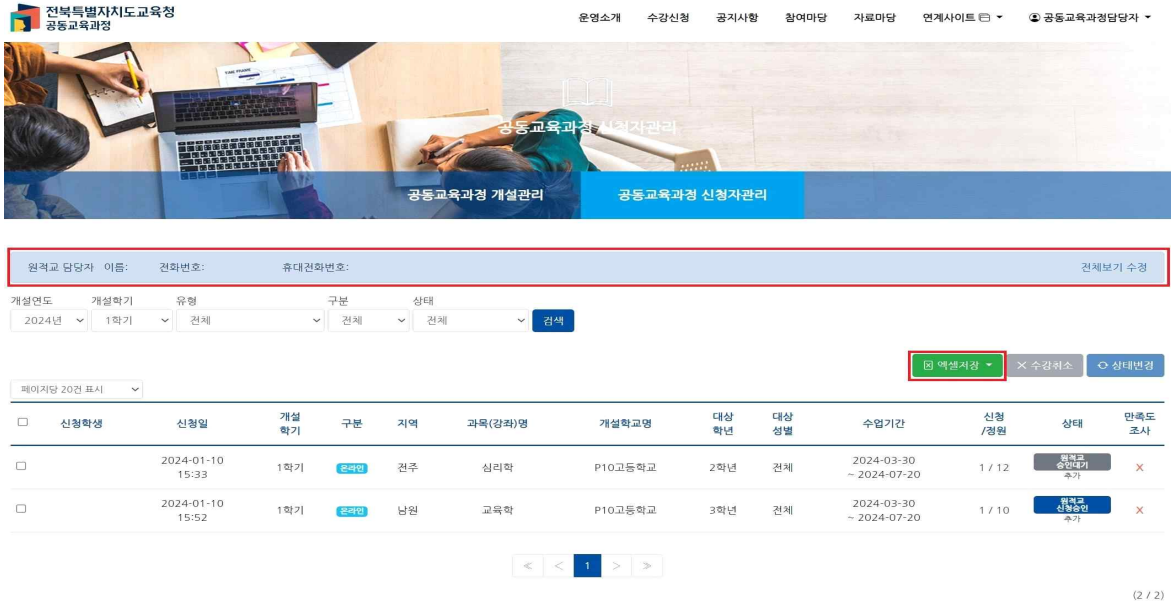 전북특별자치도교육청
공동교육과정
운영소개 수강신청 공지사항 참여마당 자료마당 연계사이트 공동교육과정담당자
TIME FRAME
공동교육과정 신청자관리
공동교육과정 개설관리 공동교육과정 신청자관리
원적교 담당자 이름: 전화번호: 휴대전화번호: 전체보기 수정
개설연도 개설학기 유형 구분 상태
2024년 1학기 전체 전체 전체 검색
엑셀저장 수강취소 상태변경
페이지당 20건 표시
신청학생 신청일 개설 학기 구분 지역 과목(강좌)명 개설학교명 대상 학년 대상 성별 수업기간 신청 /정원 상태 만족도 조사
2024-01-10 15:33 1학기 온라인 전주 심리학 P10고등학교 2학년 전체 2024-03-30 ~ 2024-07-20 1 / 12 원적교 승인대기 추가 X
2024-01-10 15:52 1학기 온라인 남원 교육학 P10고등학교 3학년 전체 2024-03-30 ~ 2024-07-20 1 / 10 원적교 신청승인 추가 X
≪ < 1 > ≫
(2 / 2)